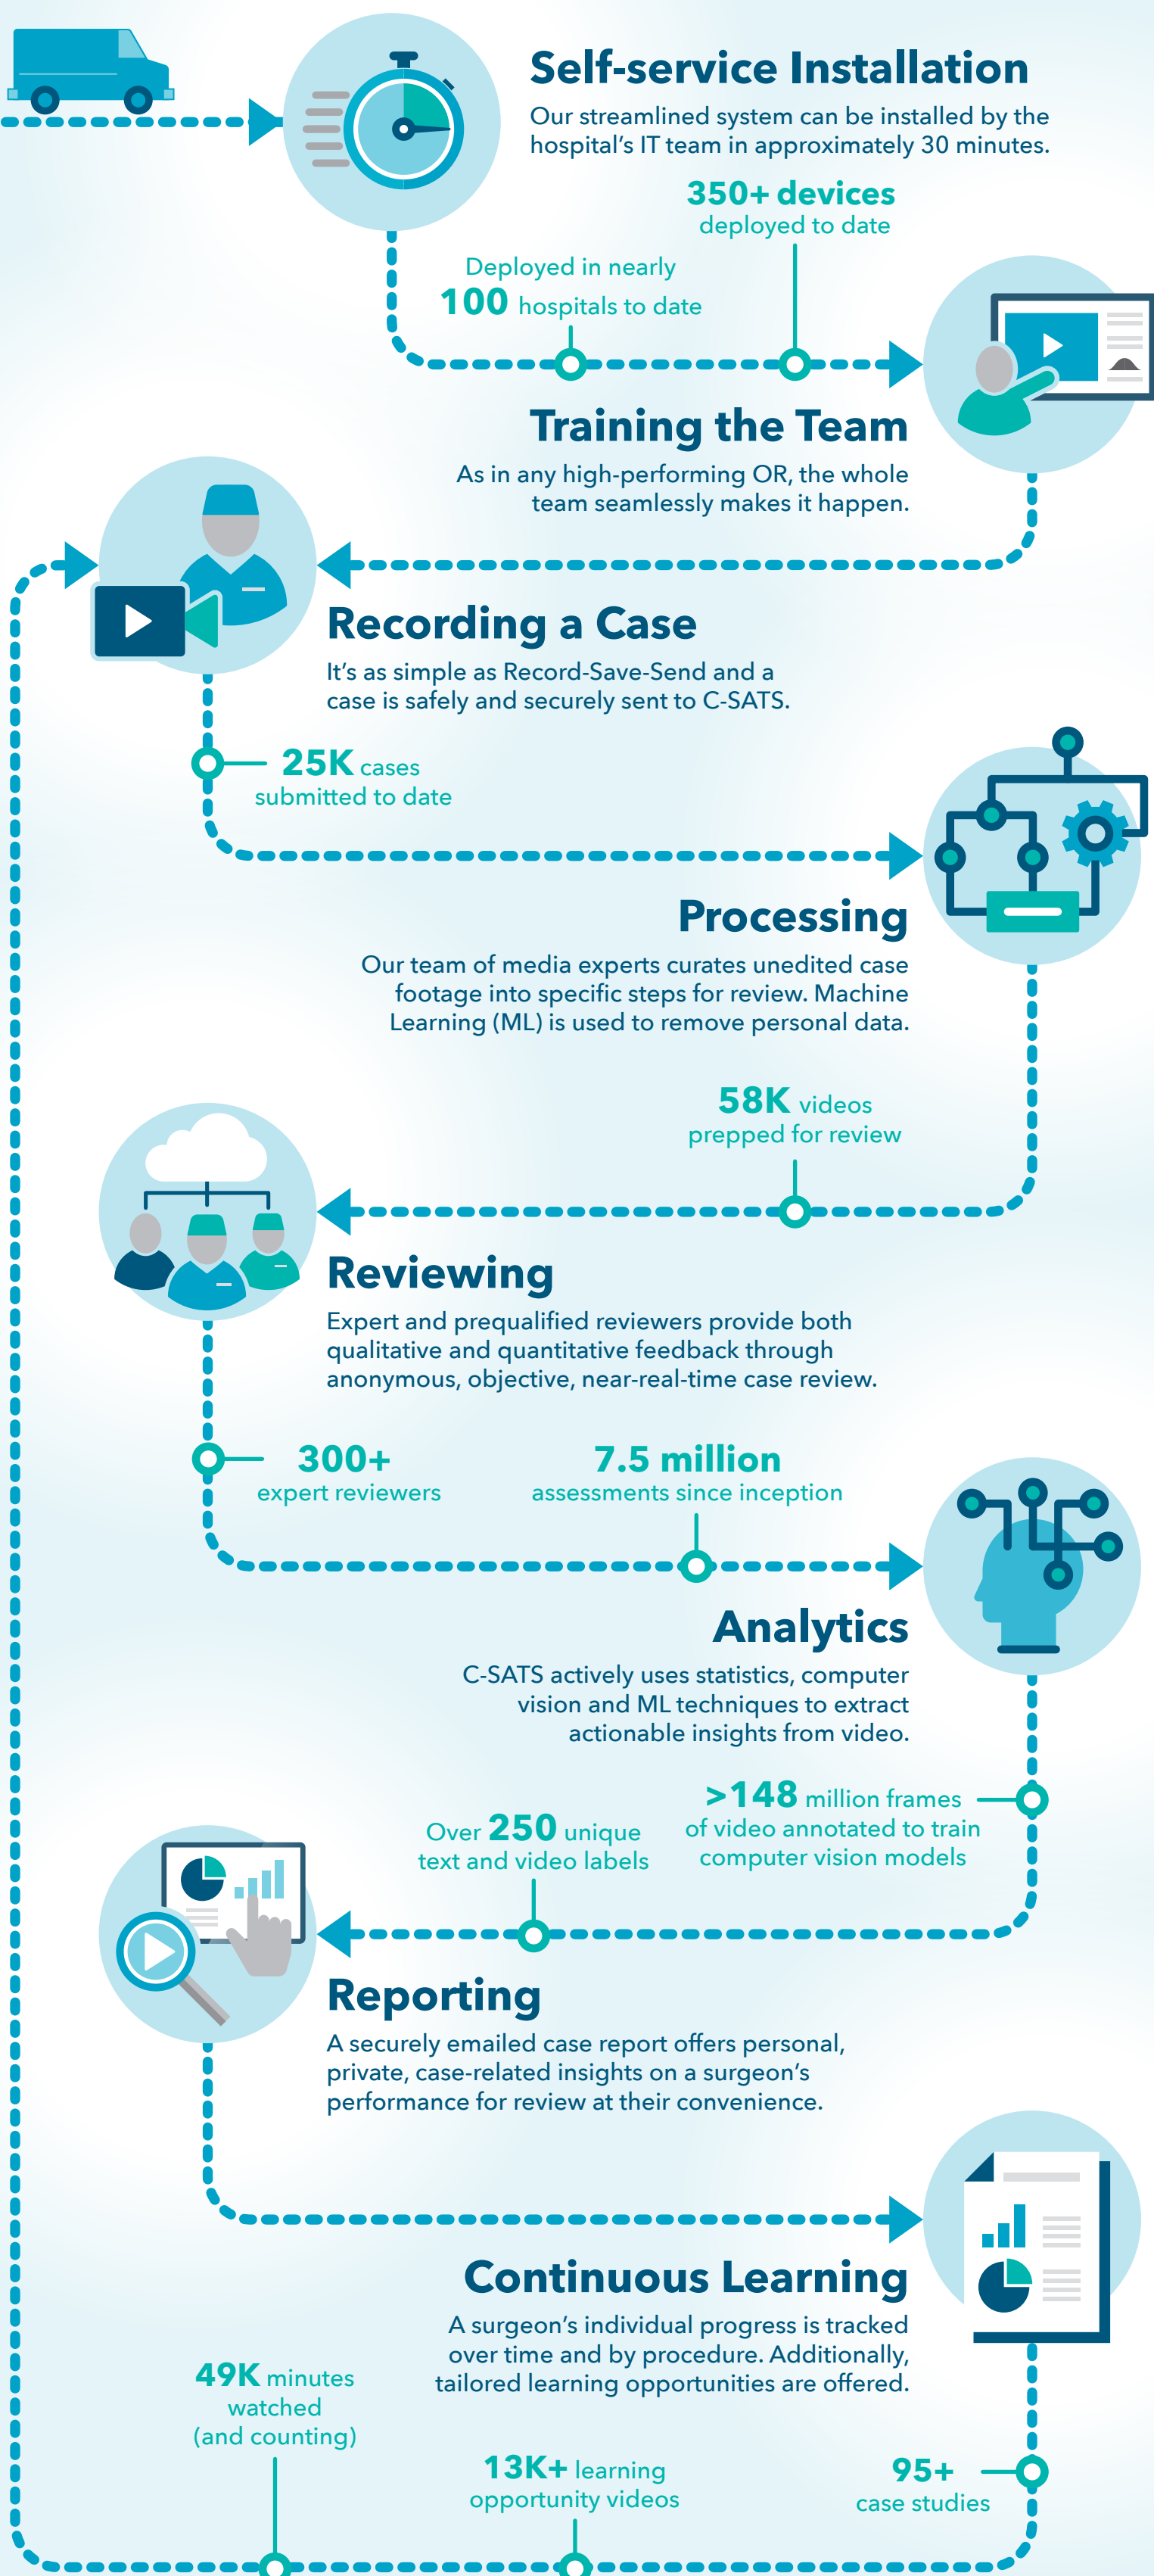 Self-service Installation
Our streamlined system can be installed by the
hospital’s IT team in approximately 30 minutes.
350+ devices
deployed to date
Deployed in nearly
100 hospitals to date
Training the Team
As in any high-performing OR, the whole
team seamlessly makes it happen.
Recording a Case
It’s as simple as Record-Save-Send and a
case is safely and securely sent to C-SATS.
25K cases
submitted to date
Processing
Our team of media experts curates unedited case
footage into specific steps for review. Machine
Learning (ML) is used to remove personal data.
58K videos
prepped for review
Reviewing
Expert and prequalified reviewers provide both
qualitative and quantitative feedback through
anonymous, objective, near-real-time case review.
300+
expert reviewers
7.5 million
assessments since inception
Analytics
C-SATS actively uses statistics, computer
vision and ML techniques to extract
actionable insights from video.
>148 million frames
of video annotated to train
computer vision models
Over 250 unique
text and video labels
Reporting
A securely emailed case report offers personal,
private, case-related insights on a surgeon’s
performance for review at their convenience.
Continuous Learning
A surgeon’s individual progress is tracked
over time and by procedure. Additionally,
tailored learning opportunities are offered.
49K minutes
watched
(and counting)
13K+ learning
opportunity videos
95+
case studies